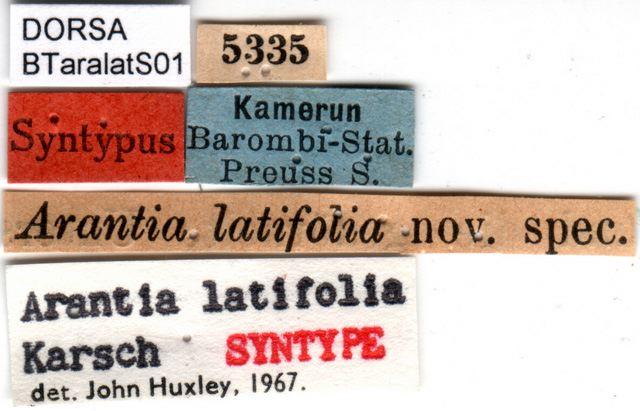 DORSA
BTaralatS01
5335
Syntypus
Kamerun
Barombi-Stat.
Preuss S.
Arantia latifolia nov. spec.
Arantia latifolia
Karsch SYNTYPE
det. John Huxley, 1967.